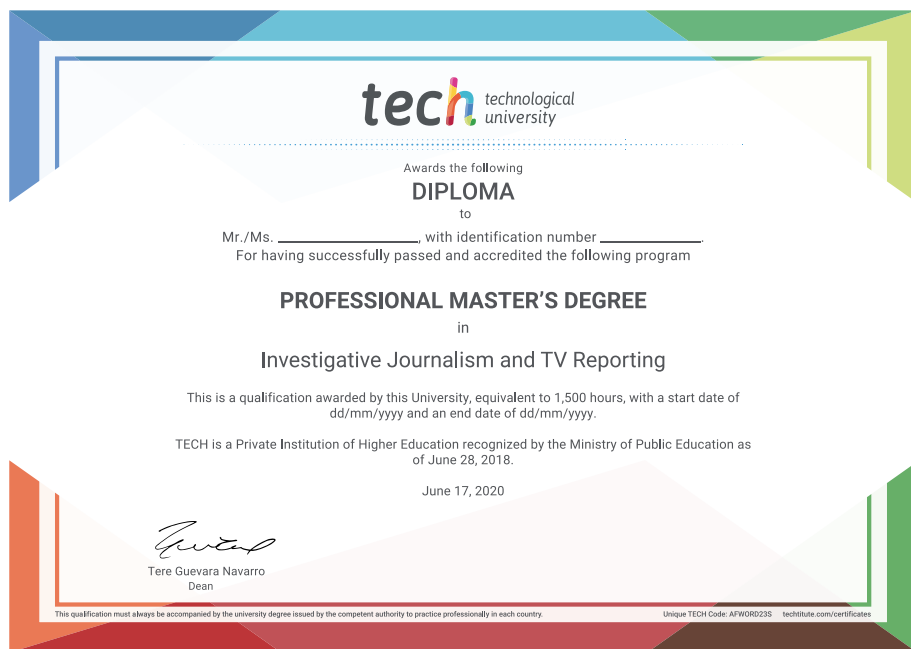 tech technological
university
Awards the following
DIPLOMA
to
Mr./Ms. ____________________, with identification number ______________.
For having successfully passed and accredited the following program
PROFESSIONAL MASTER'S DEGREE
in
Investigative Journalism and TV Reporting
This is a qualification awarded by this University, equivalent to 1,500 hours, with a start date of
dd/mm/yyyy and an end date of dd/mm/yyyy.
TECH is a Private Institution of Higher Education recognized by the Ministry of Public Education as
of June 28, 2018.
June 17, 2020
Tere Guevara Navarro
Dean
This qualification must always be accompanied by the university degree issued by the competent authority to practice professionally in each country.
Unique TECH Code: AFWORD23S techtitute.com/certificates